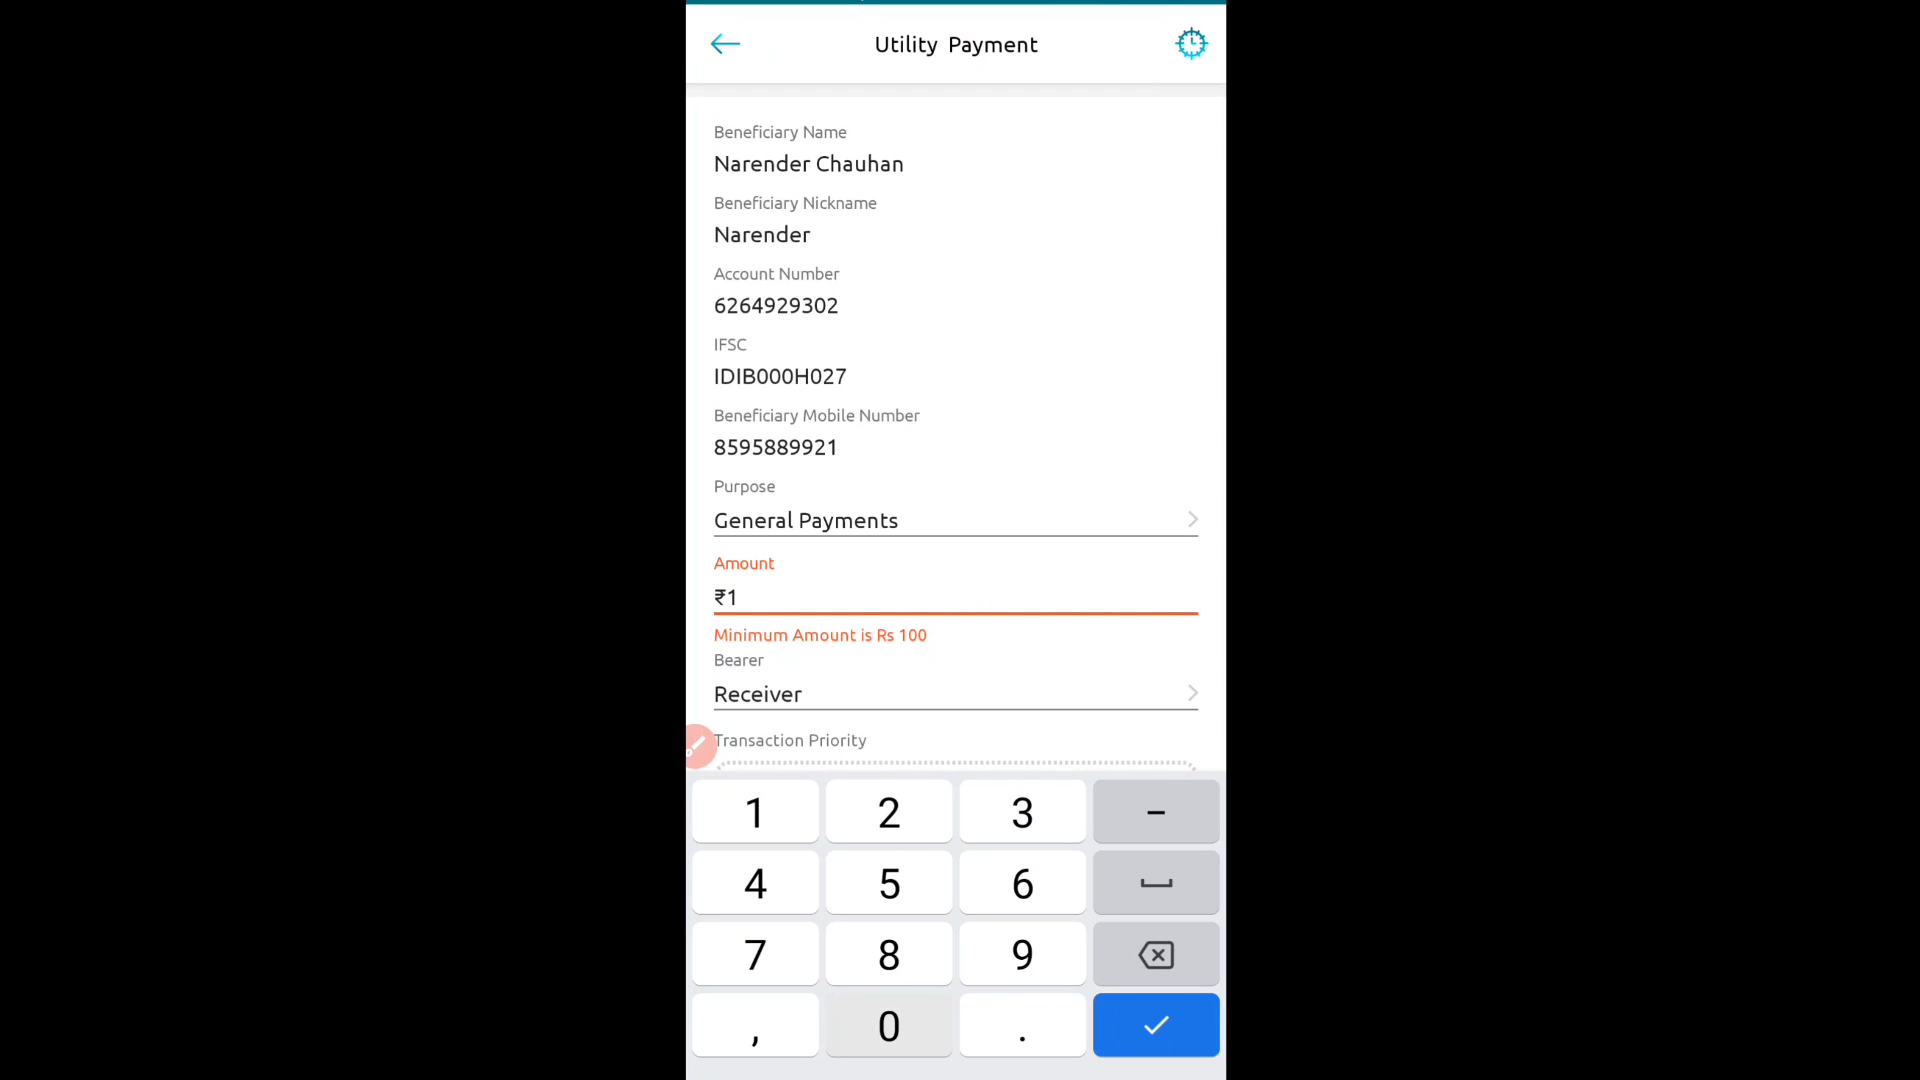 Utility Payment
Beneficiary Name
Narender Chauhan
Beneficiary Nickname
Narender
Account Number
6264929302
IFSC
IDIB000H027
Beneficiary Mobile Number
8595889921
Purpose
General Payments
Amount
₹1
Minimum Amount is Rs 100
Bearer
Receiver
Transaction Priority
1 2 3 -
4 5 6
7 8 9
, 0 .